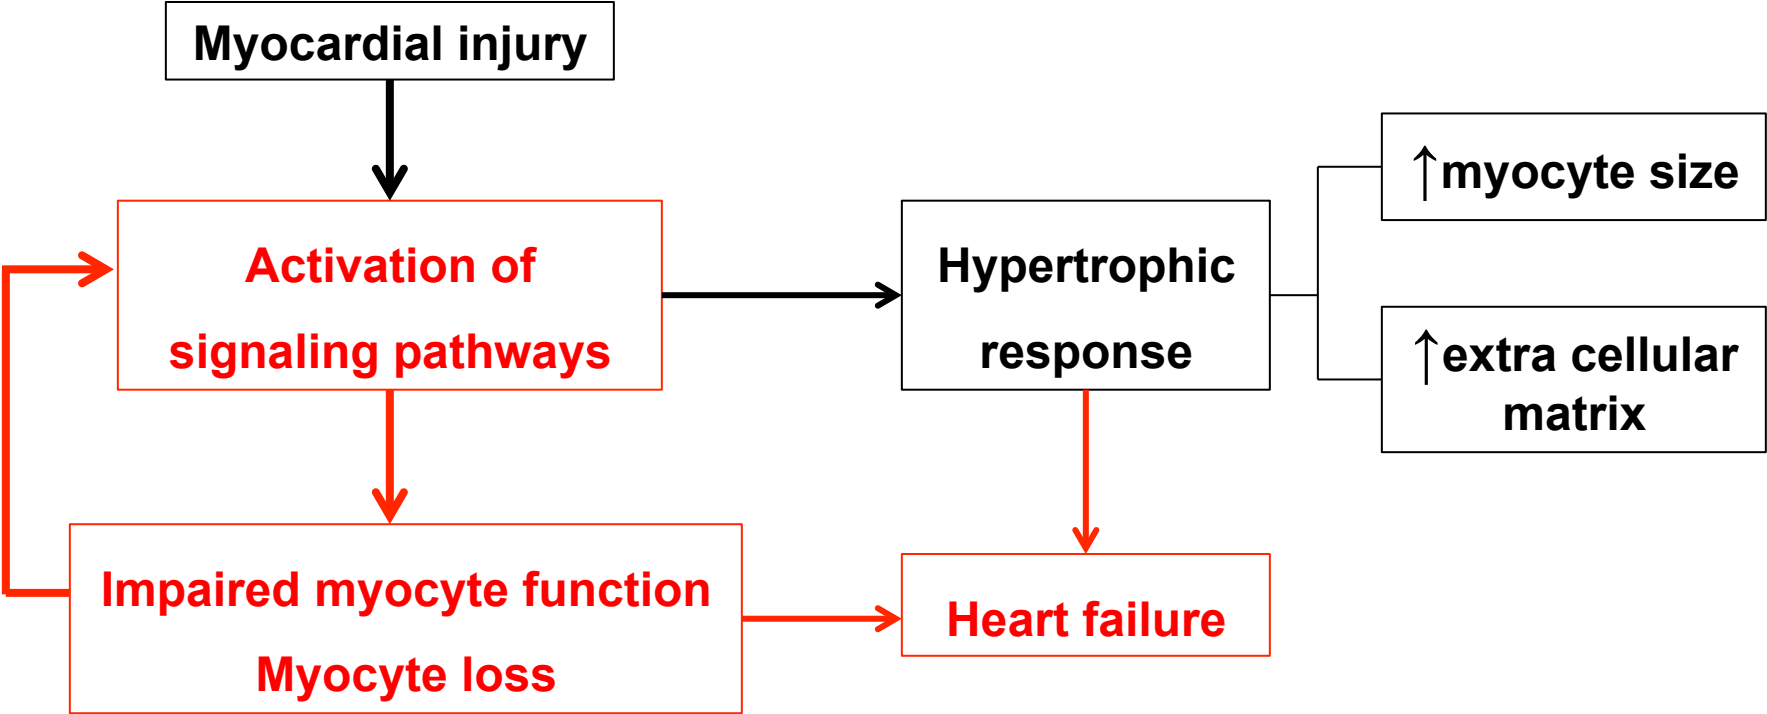 Myocardial injury
Activation of
signaling pathways
Hypertrophic
response
↑myocyte size
↑extra cellular
matrix
Impaired myocyte function
Myocyte loss
Heart failure